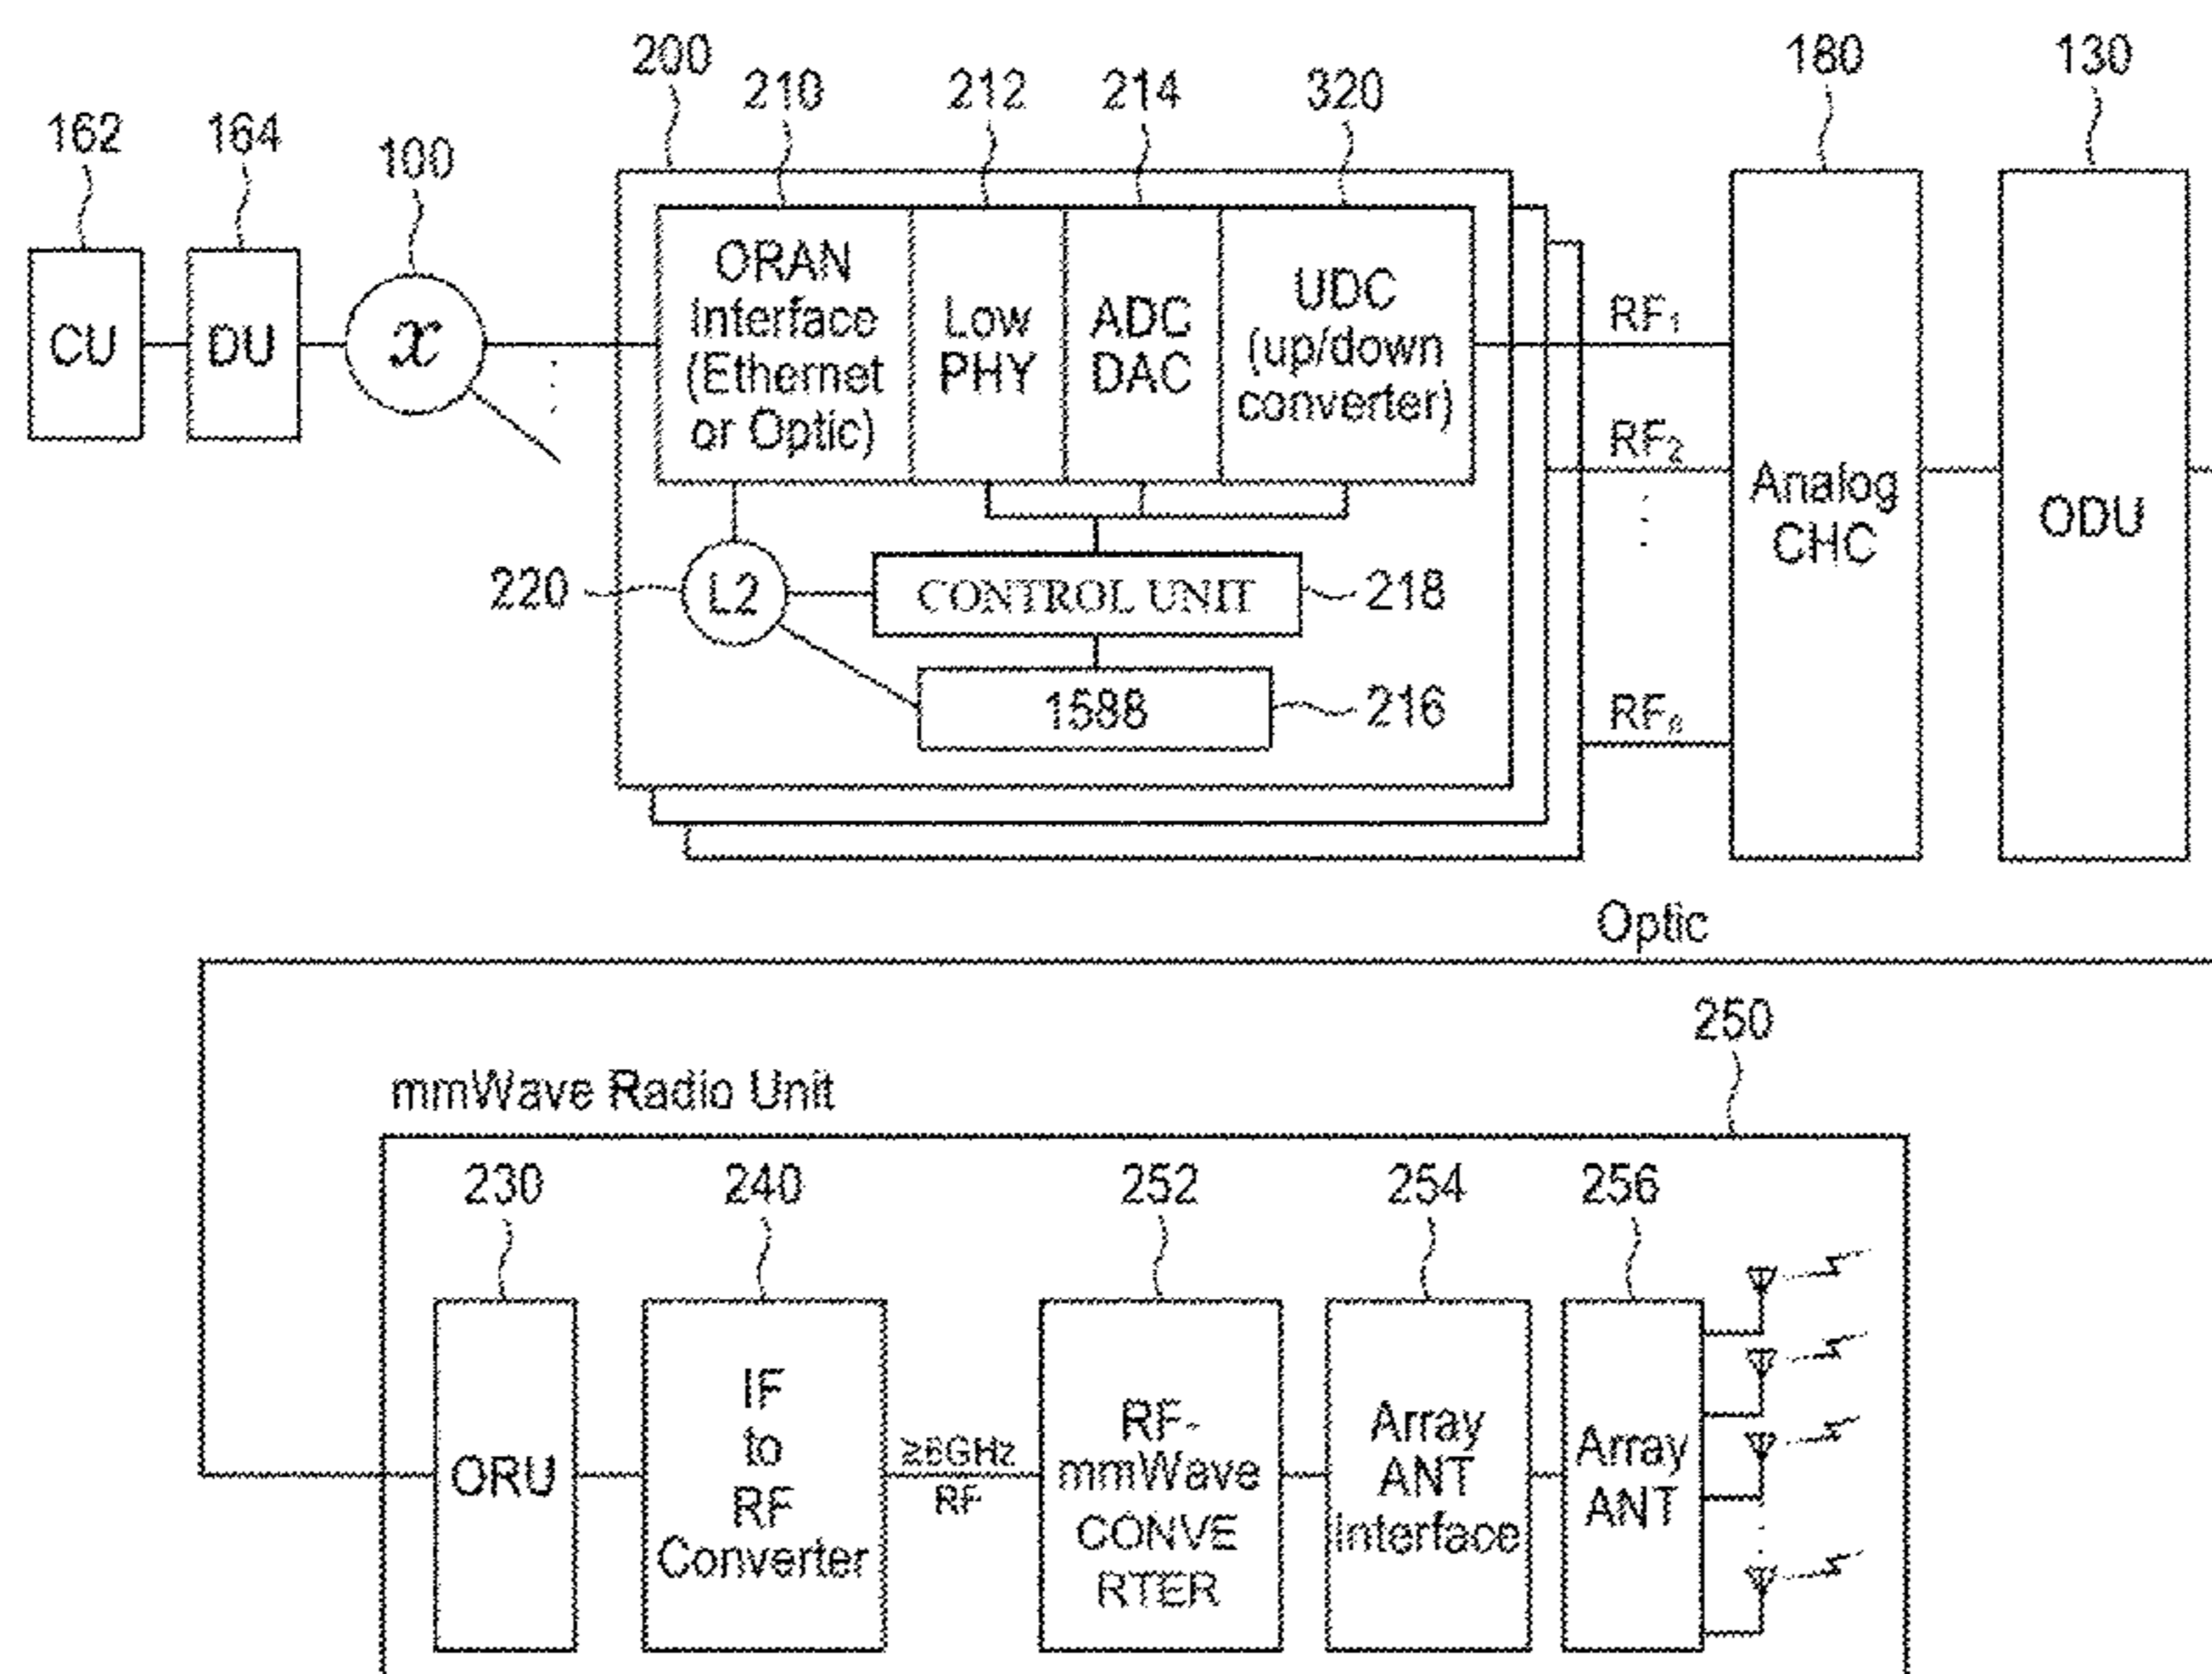 200
210
212
214
320
180
130
162
164
100
CU
DU
x
ORAN
Interface
(Ethernet
or Optic)
Low
PHY
ADC
DAC
UDC
(up/down
converter)
RF1
RF2
Analog
CHC
ODU
220
L2
CONTROL UNIT
218
1588
216
Optic
250
mmWave Radio Unit
230
240
252
254
256
ORU
IF
to
RF
Converter
RF
RF-
mmWave
CONVE
RTER
Array
ANT
Interface
Array
ANT